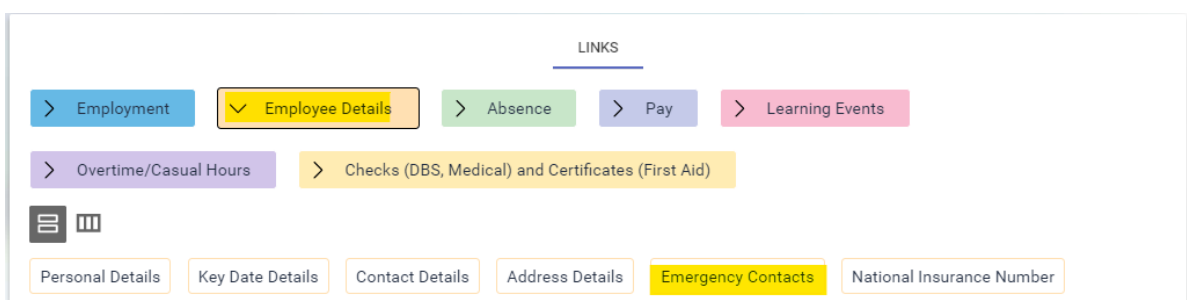 LINKS
Employment Employee Details Absence Pay Learning Events
Overtime/Casual Hours Checks (DBS, Medical) and Certificates (First Aid)
Personal Details Key Date Details Contact Details Address Details Emergency Contacts National Insurance Number